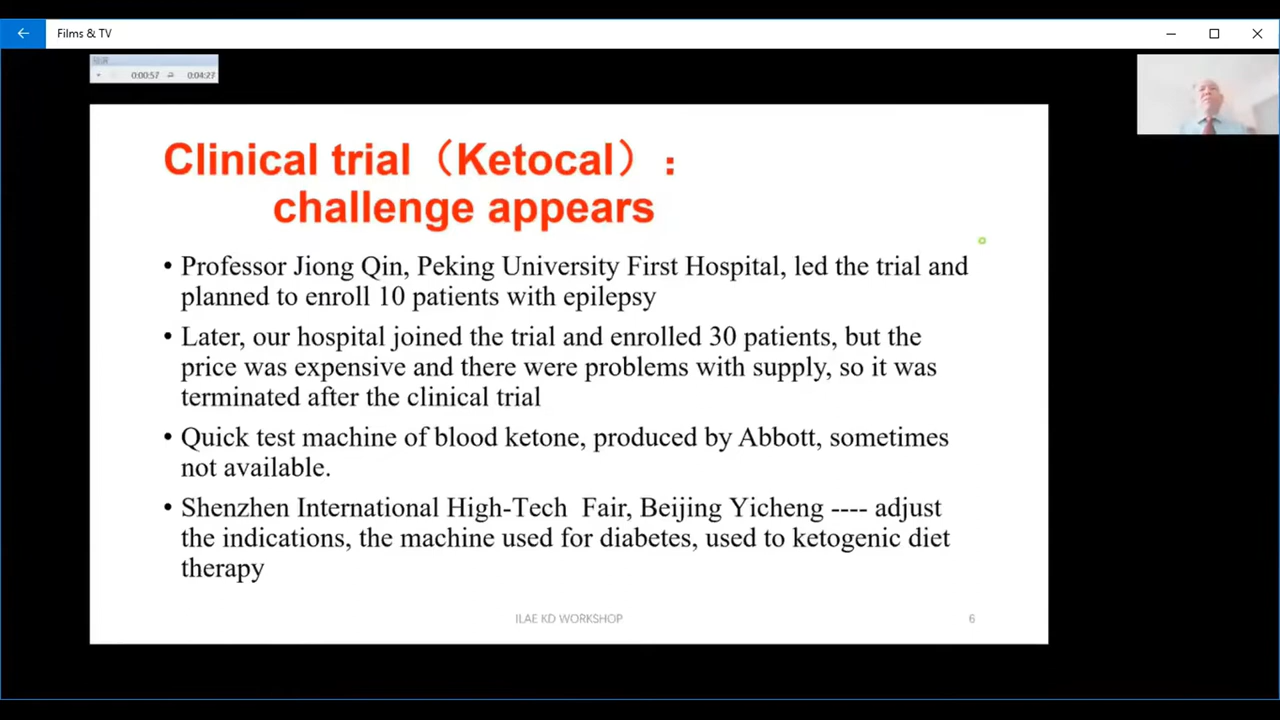 Films & TV
0:00:57
0:04:27
Clinical trial（Ketocal）：
challenge appears
• Professor Jiong Qin, Peking University First Hospital, led the trial and
planned to enroll 10 patients with epilepsy
• Later, our hospital joined the trial and enrolled 30 patients, but the
price was expensive and there were problems with supply, so it was
terminated after the clinical trial
• Quick test machine of blood ketone, produced by Abbott, sometimes
not available.
• Shenzhen International High-Tech  Fair, Beijing Yicheng ---- adjust
the indications, the machine used for diabetes, used to ketogenic diet
therapy
ILAE KD WORKSHOP
6